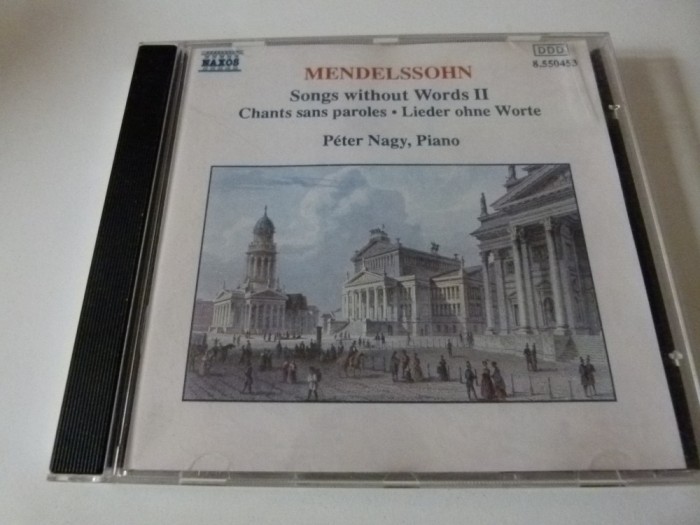 NAXOS
DDD
8.550453
MENDELSSOHN
Songs without Words II
Chants sans paroles • Lieder ohne Worte
Péter Nagy, Piano